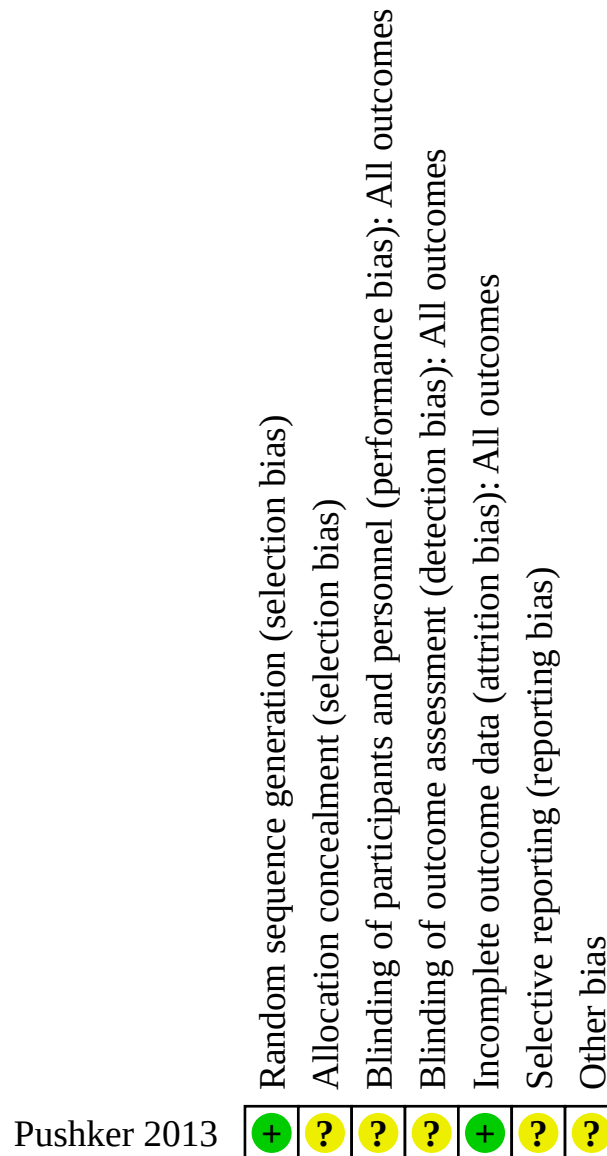 Random sequence generation (selection bias)
Allocation concealment (selection bias)
Blinding of participants and personnel (performance bias): All outcomes
Blinding of outcome assessment (detection bias): All outcomes
Incomplete outcome data (attrition bias): All outcomes
Selective reporting (reporting bias)
Other bias
Pushker 2013 + ? ? ? + ? ?